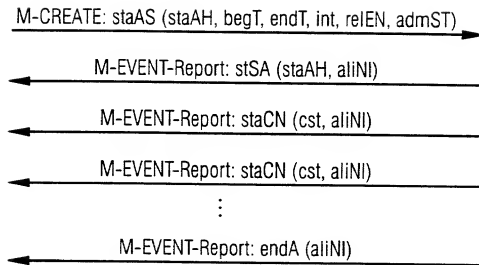 M-CREATE: staAS (staAH, begT, endT, int, relEN, admST)
M-EVENT-Report: stSA (staAH, aliNI)
M-EVENT-Report: staCN (cst, aliNI)
M-EVENT-Report: staCN (cst, aliNI)
⋮
M-EVENT-Report: endA (aliNI)